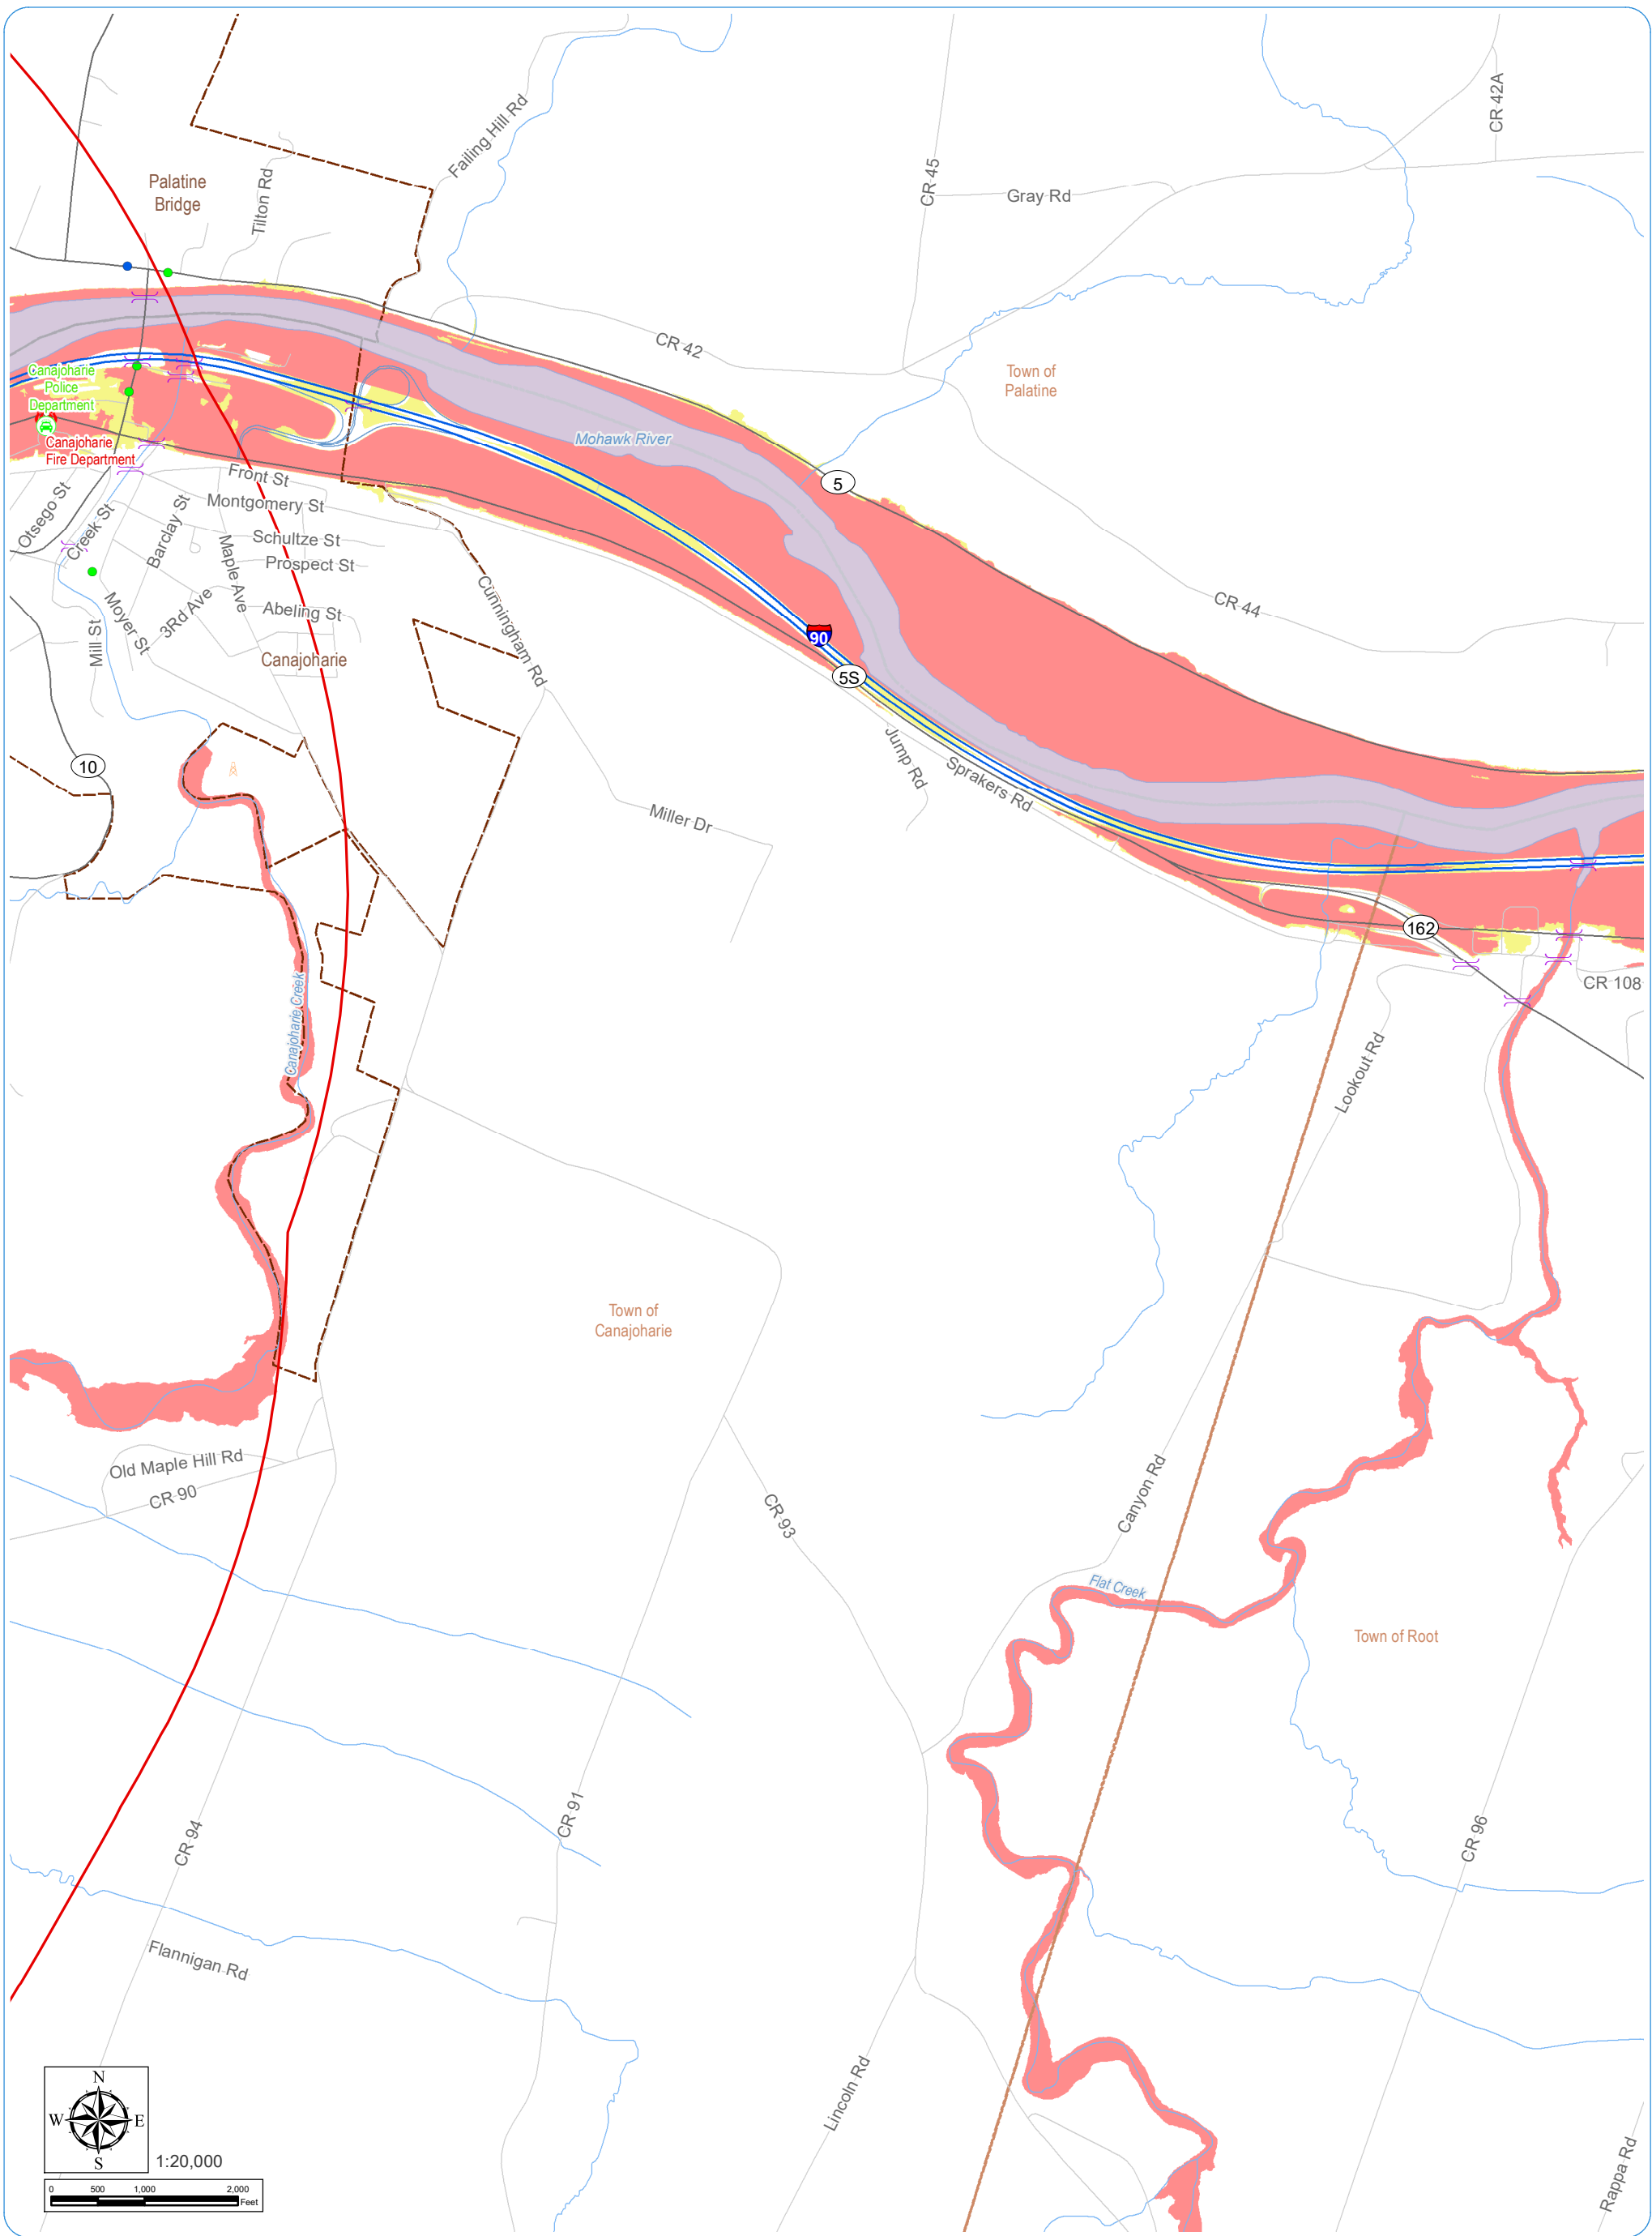 Failing Hill Rd
CR 42A
CR 45
Palatine
Bridge
Tilton Rd
Gray Rd
CR 42
Town of
Palatine
Canajoharie
Police
Department
Canajoharie
Fire Department
Mohawk River
5
Front St
Montgomery St
Otsego St
Creek St
Barclay St
Schultze St
Maple Ave
Prospect St
Cunningham Rd
Moyer St
3Rd Ave
Abeling St
CR 44
Mill St
90
Canajoharie
5S
10
Jump Rd
Sprakers Rd
Miller Dr
162
CR 108
Canajoharie Creek
Lookout Rd
Town of
Canajoharie
Old Maple Hill Rd
CR 90
CR 93
Canyon Rd
Flat Creek
Town of Root
CR 94
CR 91
CR 96
Flannigan Rd
Lincoln Rd
Rappa Rd
N
W
E
S
1:20,000
0 500 1,000 2,000
Feet